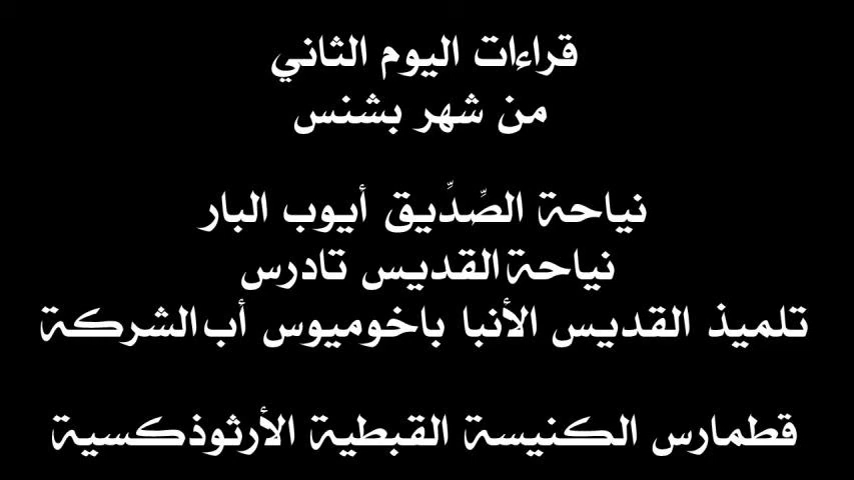 قراءات اليوم الثاني
من شهر بشنس
نياحة الصِّدِّيق أيوب البار
نياحة القديس تادرس
تلميذ القديس الأنبا باخوميوس أب الشركة
قطمارس الكنيسة القبطية الأرثوذكسية